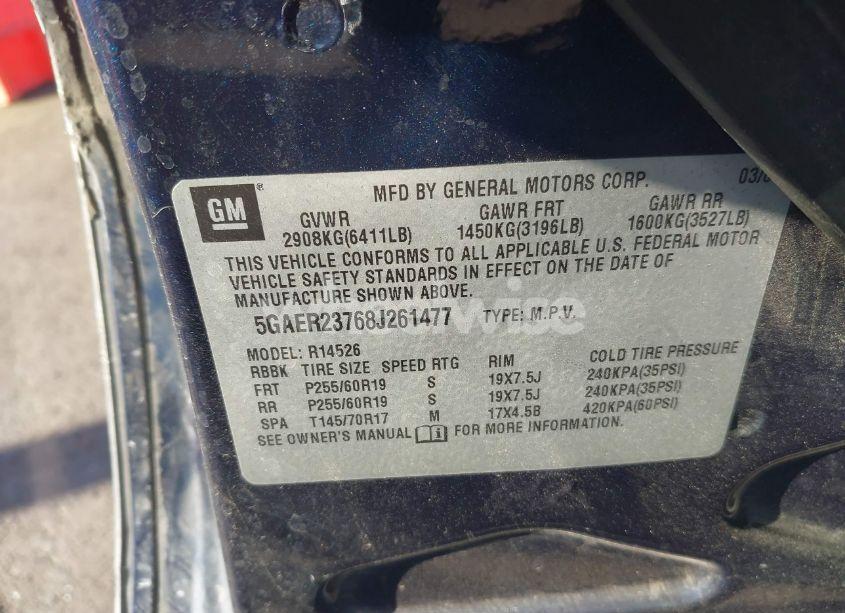 GM ® MFD BY GENERAL MOTORS CORP. 03/0
GVWR GAWR FRT GAWR RR
2908KG(6411LB) 1450KG(3196LB) 1600KG(3527LB)
THIS VEHICLE CONFORMS TO ALL APPLICABLE U.S. FEDERAL MOTOR
VEHICLE SAFETY STANDARDS IN EFFECT ON THE DATE OF
MANUFACTURE SHOWN ABOVE.
5GAER23768J261477 TYPE: M.P.V.
MODEL: R14526
RBBK TIRE SIZE SPEED RTG RIM COLD TIRE PRESSURE
FRT P255/60R19 S 19X7.5J 240KPA(35PSI)
RR P255/60R19 S 19X7.5J 240KPA(35PSI)
SPA T145/70R17 M 17X4.5B 420KPA(60PSI)
SEE OWNER'S MANUAL FOR MORE INFORMATION.